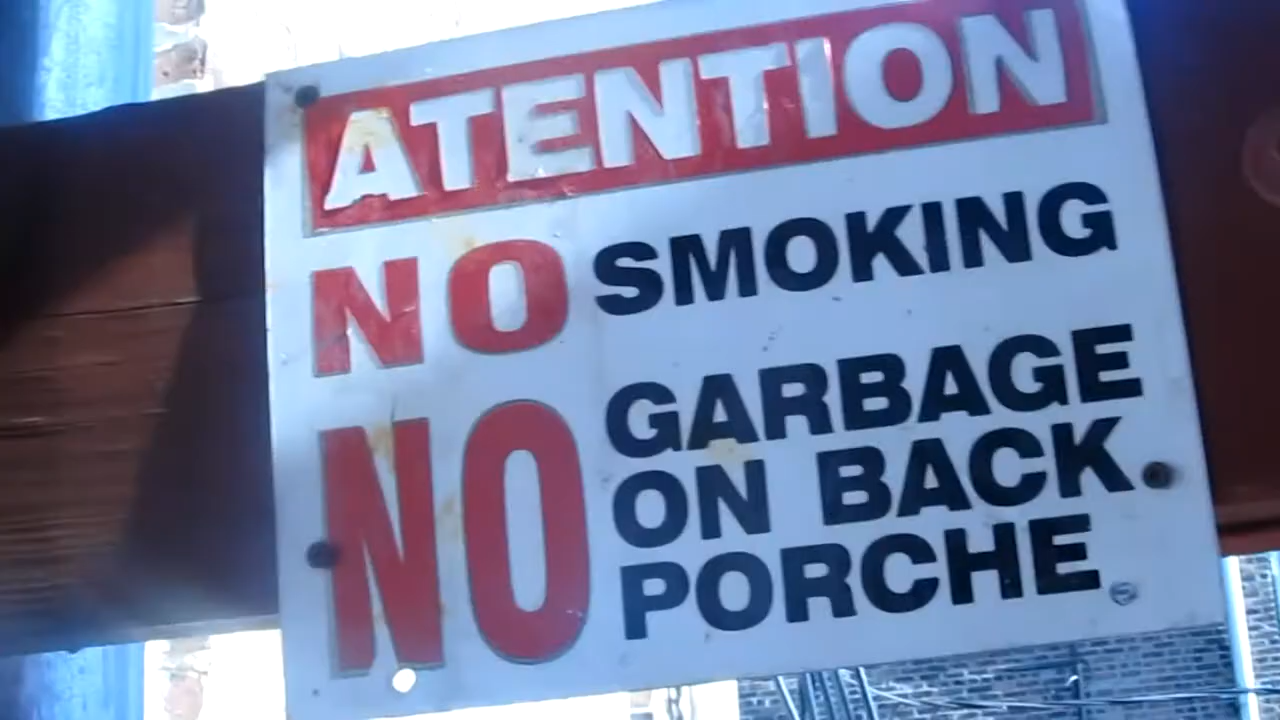 ATENTION
NO SMOKING
NO GARBAGE
ON BACK
PORCHE